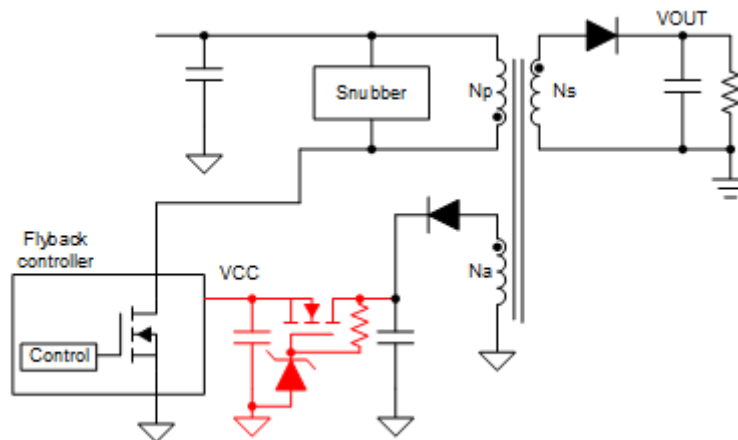 VOUT
Snubber
Np
Ns
Flyback
controller
VCC
Na
Control